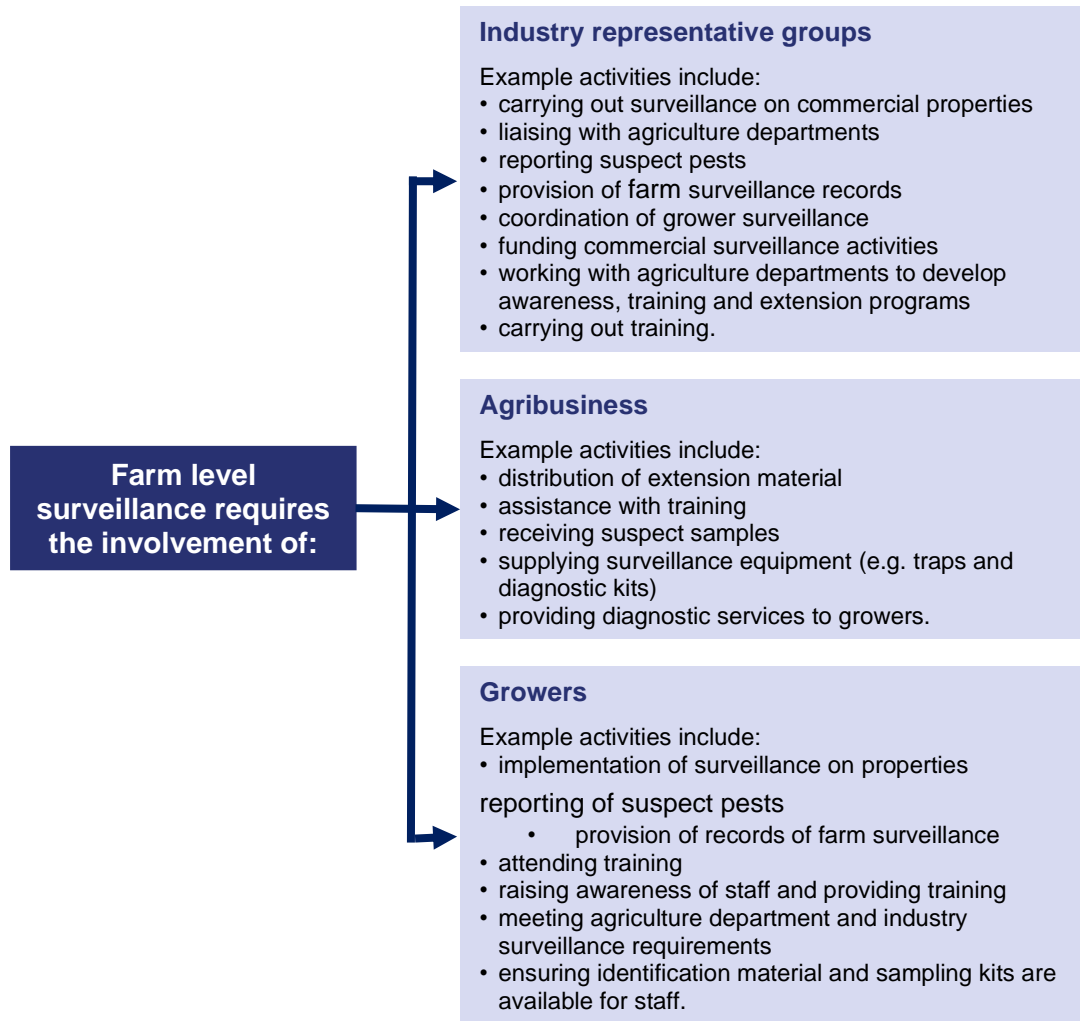 Industry representative groups
Example activities include:
• carrying out surveillance on commercial properties
• liaising with agriculture departments
• reporting suspect pests
• provision of farm surveillance records
• coordination of grower surveillance
• funding commercial surveillance activities
• working with agriculture departments to develop
awareness, training and extension programs
• carrying out training.
Farm level
surveillance requires
the involvement of:
Agribusiness
Example activities include:
• distribution of extension material
• assistance with training
• receiving suspect samples
• supplying surveillance equipment (e.g. traps and
diagnostic kits)
• providing diagnostic services to growers.
Growers
Example activities include:
• implementation of surveillance on properties
reporting of suspect pests
• provision of records of farm surveillance
• attending training
• raising awareness of staff and providing training
• meeting agriculture department and industry
surveillance requirements
• ensuring identification material and sampling kits are
available for staff.